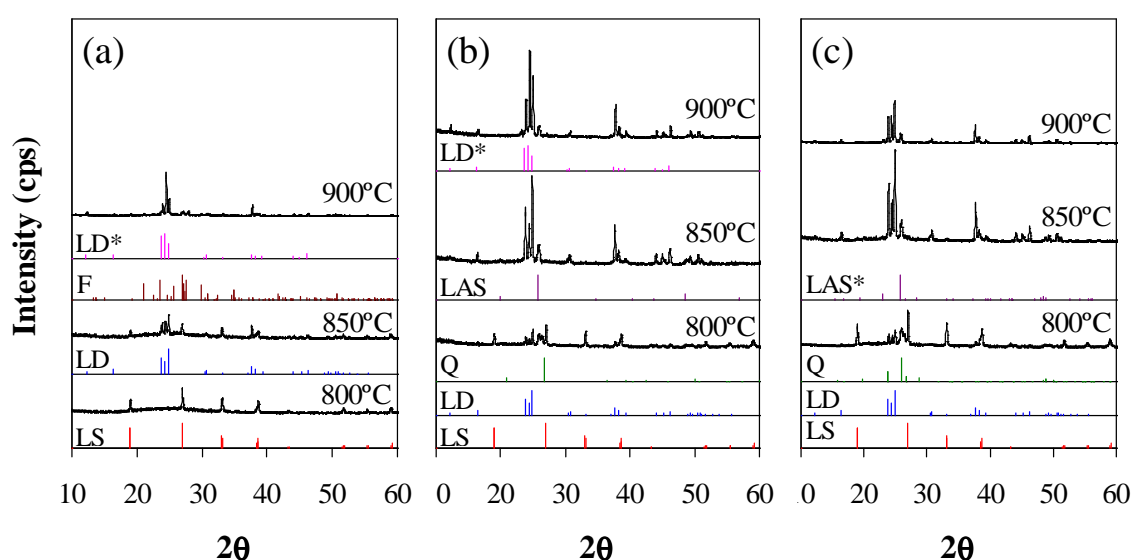 Intensity (cps)
(a)
900ºC
LD*
F
850ºC
LD
800ºC
LS
10 20 30 40 50 60
2θ
(b)
900ºC
LD*
850ºC
LAS
800ºC
Q
LD
LS
0 20 30 40 50 60
2θ
(c)
900ºC
850ºC
LAS*
800ºC
Q
LD
LS
.0 20 30 40 50 60
2θ